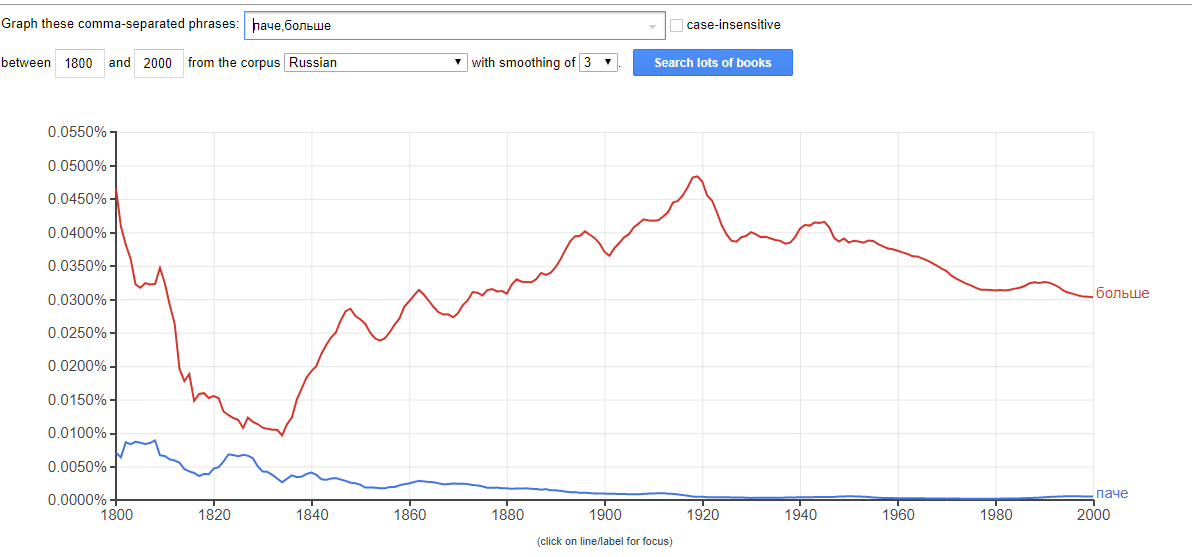 Graph these comma-separated phrases: паче,больше case-insensitive
between 1800 and 2000 from the corpus Russian with smoothing of 3 . Search lots of books
0.0550%
0.0500%
0.0450%
0.0400%
0.0350%
0.0300%
больше
0.0250%
0.0200%
0.0150%
0.0100%
0.0050%
паче
0.0000%
1800 1820 1840 1860 1880 1900 1920 1940 1960 1980 2000
(click on line/label for focus)